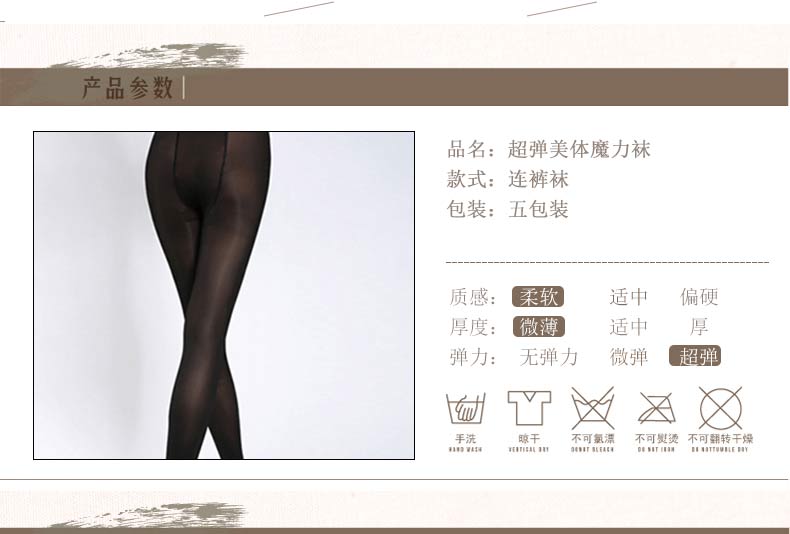 产品参数
品名：超弹美体魔力袜
款式：连裤袜
包装：五包装
质感：柔软 适中 偏硬
厚度：微薄 适中 厚
弹力：无弹力 微弹 超弹
手洗 晾干 不可氯漂 不可熨烫 不可翻转干燥
HAND WASH VERTICAL DRY DONOT BLEACH DO NOT IRON DO NOTTUMBLE DRY